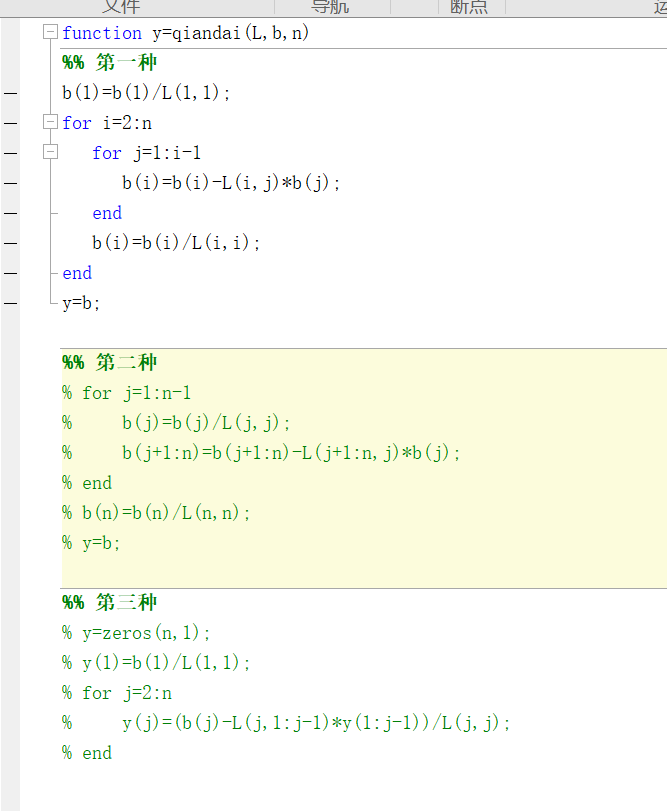 文件 导航 断点 运
function y=qiandai(L,b,n)
%% 第一种
b(1)=b(1)/L(1,1);
for i=2:n
for j=1:i-1
b(i)=b(i)-L(i,j)*b(j);
end
b(i)=b(i)/L(i,i);
end
y=b;
%% 第二种
% for j=1:n-1
% b(j)=b(j)/L(j,j);
% b(j+1:n)=b(j+1:n)-L(j+1:n,j)*b(j);
% end
% b(n)=b(n)/L(n,n);
% y=b;
%% 第三种
% y=zeros(n,1);
% y(1)=b(1)/L(1,1);
% for j=2:n
% y(j)=(b(j)-L(j,1:j-1)*y(1:j-1))/L(j,j);
% end